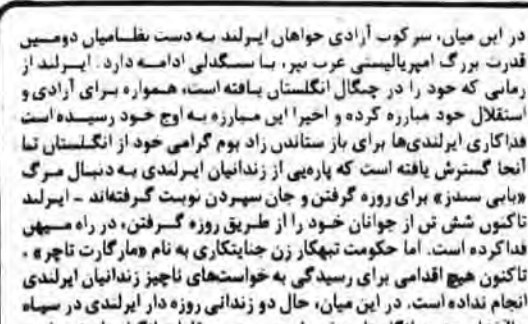 در این میان، سرکوب آزادی خواهان ایرلند به دست نظامیان دومین
قدرت بزرگ امپریالیستی غرب نیز، با سنگدلی ادامه دارد. ایرلند از
زمانی که خود را در چنگال انگلستان یافته است، همواره برای آزادی و
استقلال خود مبارزه کرده و اخیرا این مبارزه به اوج خود رسیده است
فداکاری ایرلندی‌ها برای باز ستاندن زاد بوم گرامی خود از انگلستان تا
آنجا گسترش یافته است که پاره‌یی از زندانیان ایرلندی به دنبال مرگ
«بابی سندز» برای روزه گرفتن و جان سپردن نوبت گرفته‌اند - ایرلند
تاکنون شش تن از جوانان خود را از طریق روزه گرفتن، در راه میهن
فدا کرده است. اما حکومت تبهکار زن جنایتکاری به نام «مارگارت تاچر»،
تاکنون هیچ اقدامی برای رسیدگی به خواست‌های ناچیز زندانیان ایرلندی
انجام نداده است. در این میان، حال دو زندانی روزه دار ایرلندی در سیاه